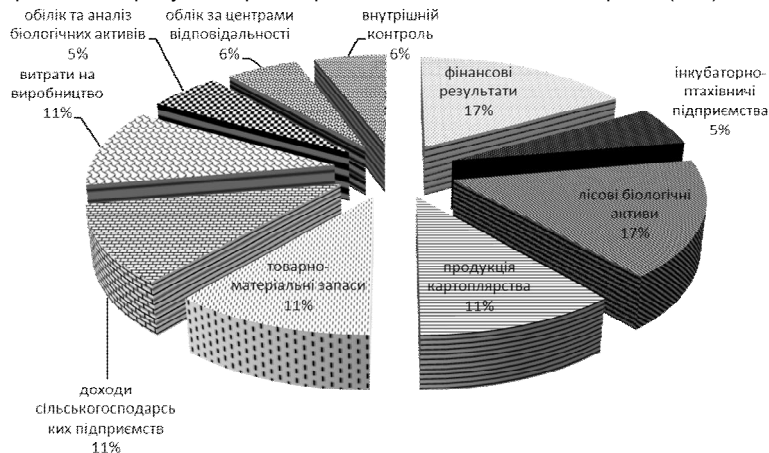 обілік та аналіз
біологічних активів
5%
облік за центрами
відповідальності
6%
внутрішній
контроль
6%
витрати на
виробництво
11%
фінансові
результати
17%
інкубаторно-
птахівничі
підприємства
5%
лісові біологічні
активи
17%
товарно-
матеріальні запаси
11%
продукція
картоплярства
11%
доходи
сільськогосподарсь
ких підприємств
11%